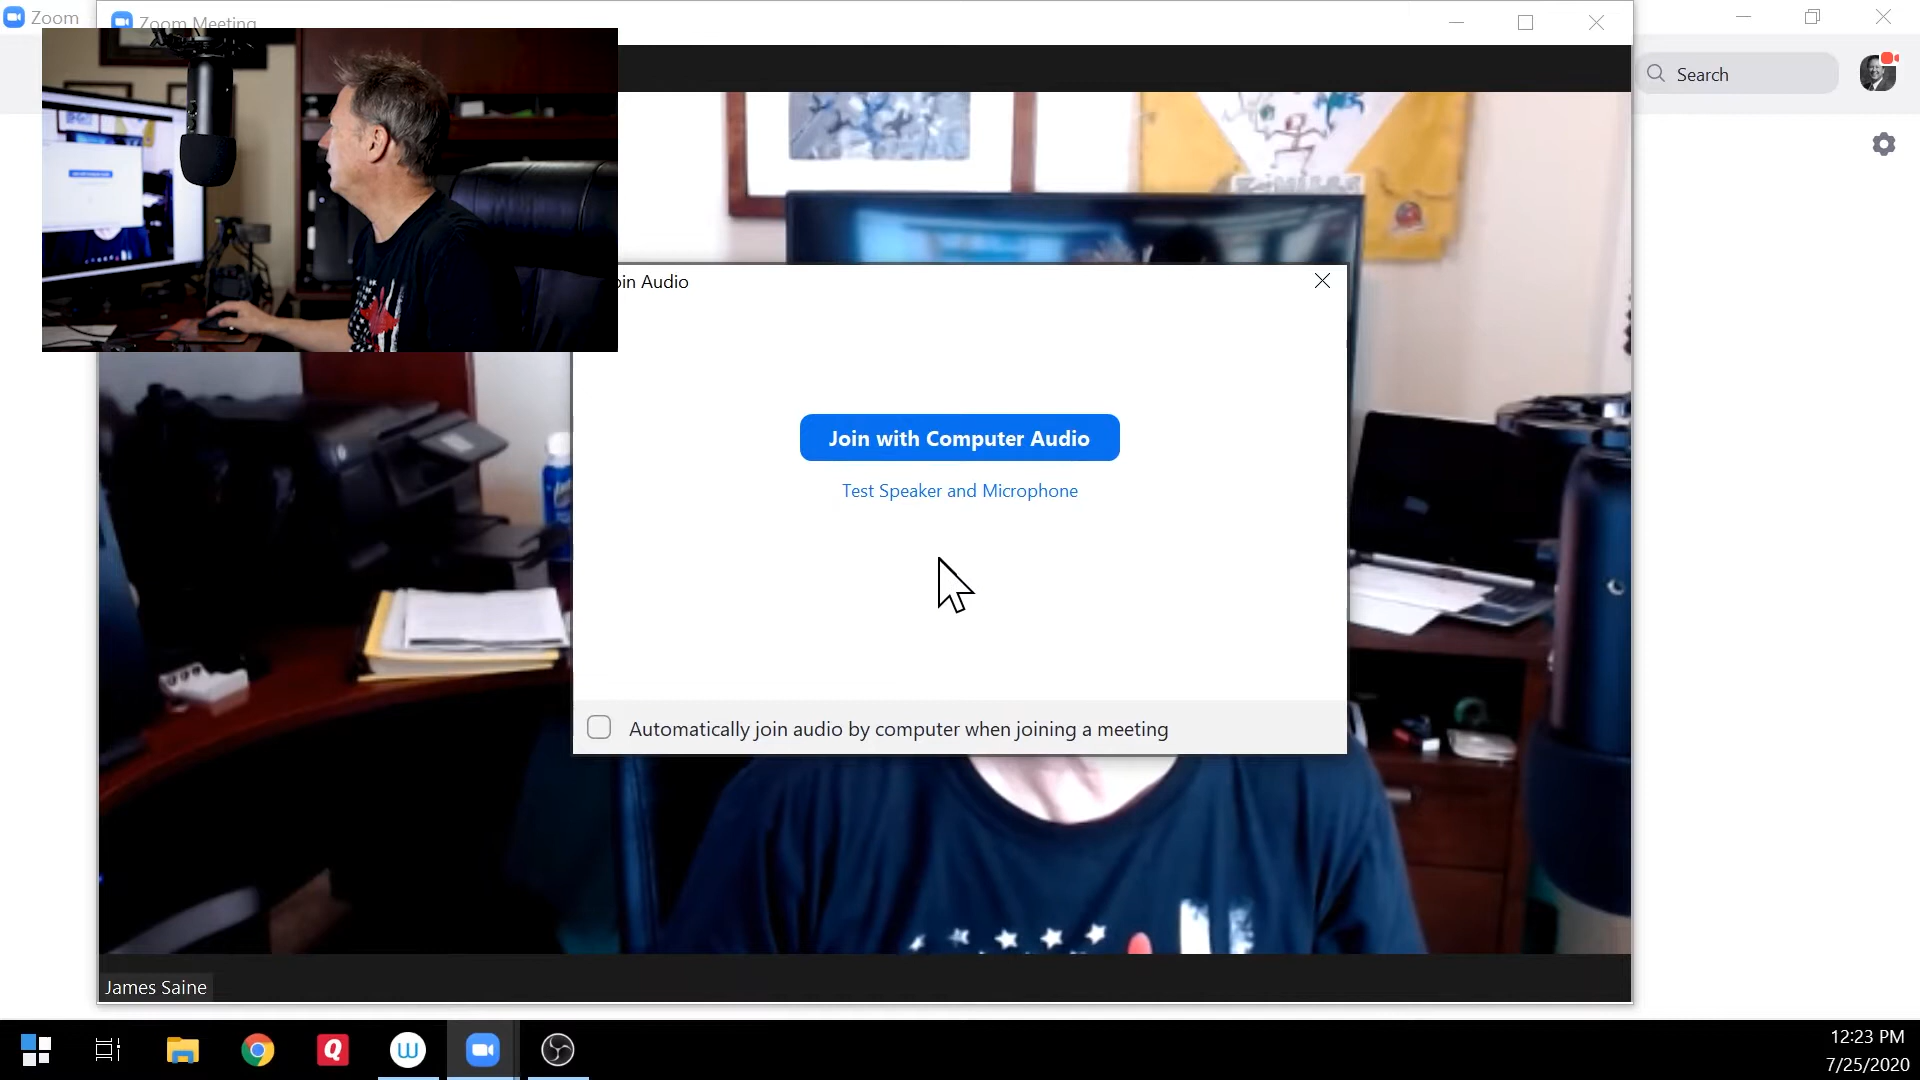 Zoom
Zoom Meeting
Search
oin Audio
Join with Computer Audio
Test Speaker and Microphone
Automatically join audio by computer when joining a meeting
James Saine
12:23 PM
7/25/2020